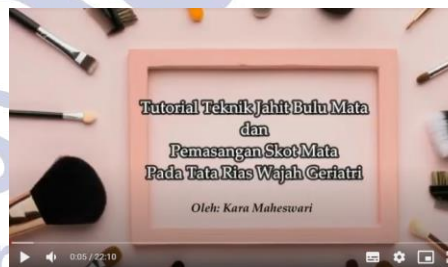 Tutorial Teknik Jahit Bulu Mata
dan
Pemasangan Skot Mata
Pada Tata Rias Wajah Geriatri
Oleh: Kara Maheswari
0:05 / 22:10